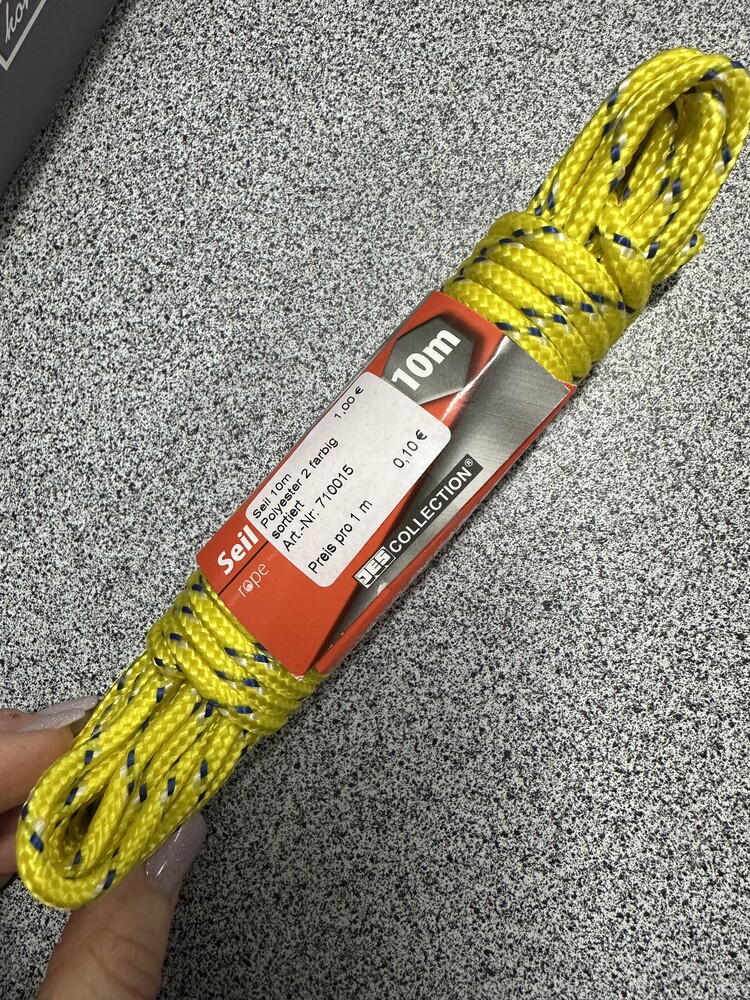 10m
Seil 10m 1,00 €
Polyester 2 farbig
sortiert
Art.-Nr. 710015
Preis pro 1 m 0,10 €
Seil
rope
JES COLLECTION®